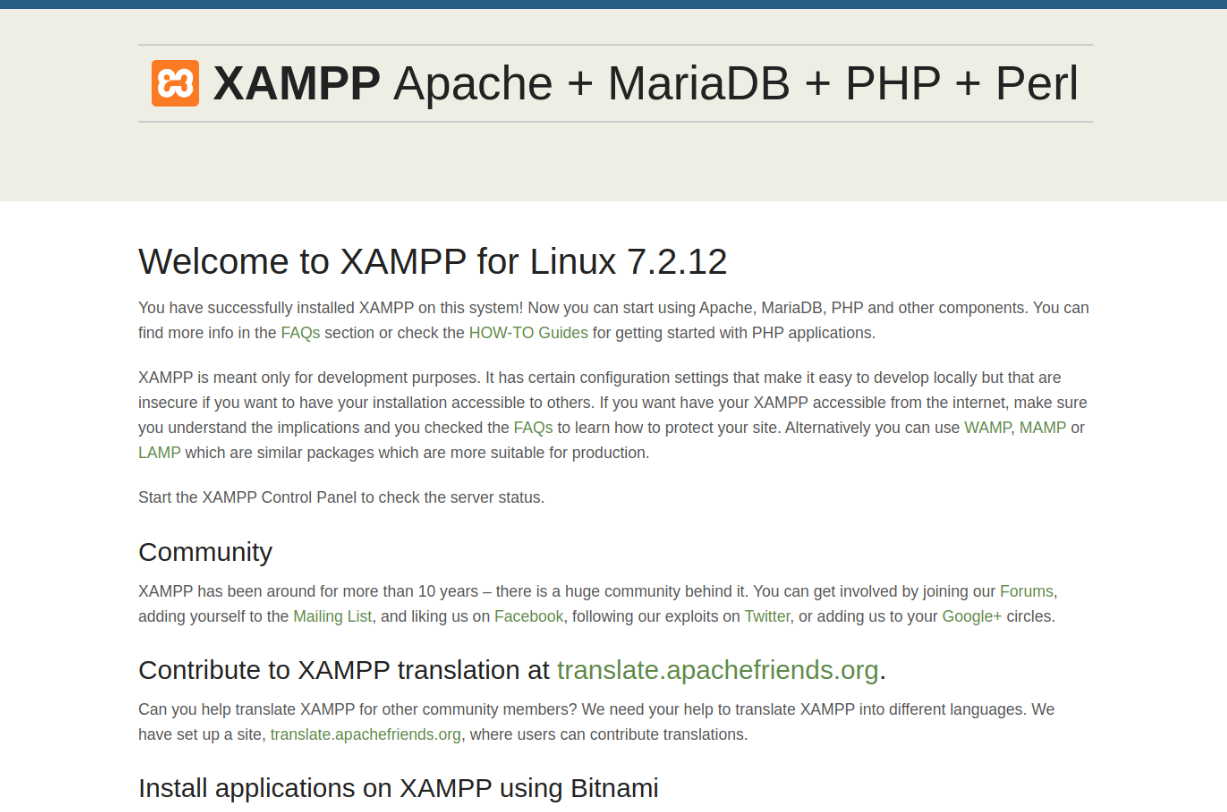 XAMPP Apache + MariaDB + PHP + Perl
Welcome to XAMPP for Linux 7.2.12
You have successfully installed XAMPP on this system! Now you can start using Apache, MariaDB, PHP and other components. You can
find more info in the FAQs section or check the HOW-TO Guides for getting started with PHP applications.
XAMPP is meant only for development purposes. It has certain configuration settings that make it easy to develop locally but that are
insecure if you want to have your installation accessible to others. If you want have your XAMPP accessible from the internet, make sure
you understand the implications and you checked the FAQs to learn how to protect your site. Alternatively you can use WAMP, MAMP or
LAMP which are similar packages which are more suitable for production.
Start the XAMPP Control Panel to check the server status.
Community
XAMPP has been around for more than 10 years – there is a huge community behind it. You can get involved by joining our Forums,
adding yourself to the Mailing List, and liking us on Facebook, following our exploits on Twitter, or adding us to your Google+ circles.
Contribute to XAMPP translation at translate.apachefriends.org.
Can you help translate XAMPP for other community members? We need your help to translate XAMPP into different languages. We
have set up a site, translate.apachefriends.org, where users can contribute translations.
Install applications on XAMPP using Bitnami